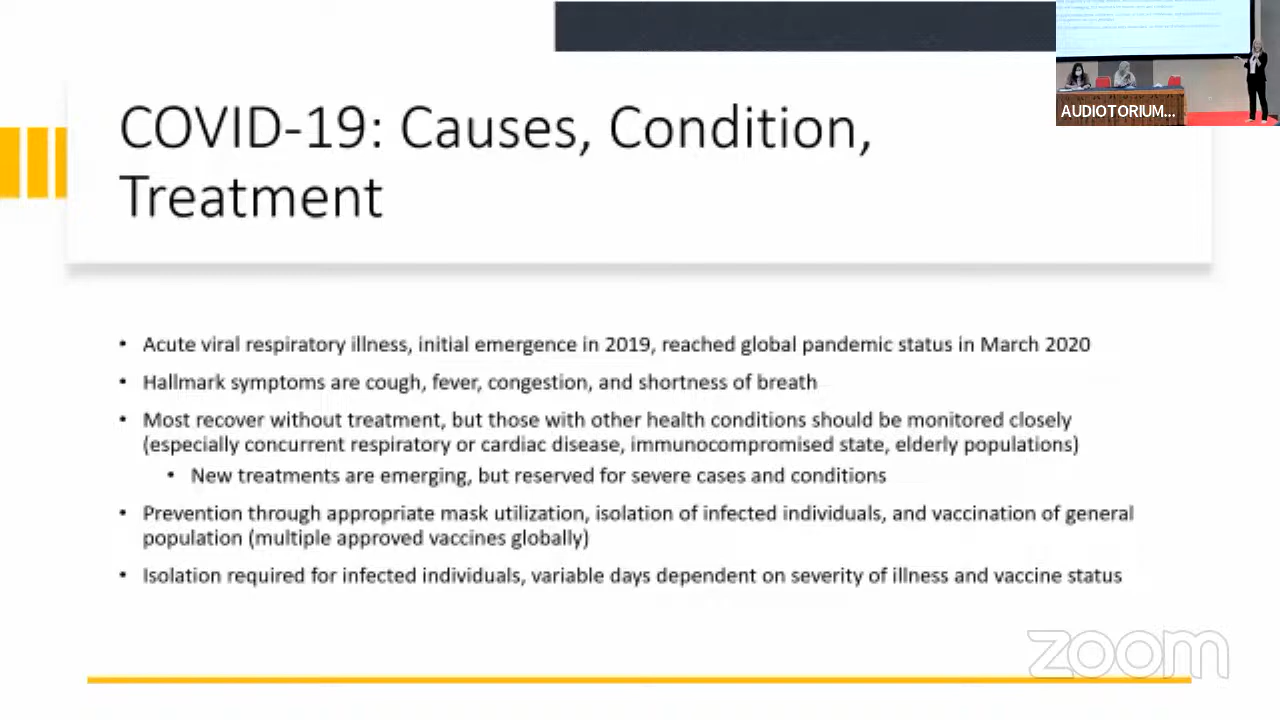 AUDIOTORIUM...
COVID-19: Causes, Condition,
Treatment
• Acute viral respiratory illness, initial emergence in 2019, reached global pandemic status in March 2020
• Hallmark symptoms are cough, fever, congestion, and shortness of breath
• Most recover without treatment, but those with other health conditions should be monitored closely
(especially concurrent respiratory or cardiac disease, immunocompromised state, elderly populations)
• New treatments are emerging, but reserved for severe cases and conditions
• Prevention through appropriate mask utilization, isolation of infected individuals, and vaccination of general
population (multiple approved vaccines globally)
• Isolation required for infected individuals, variable days dependent on severity of illness and vaccine status
zoom